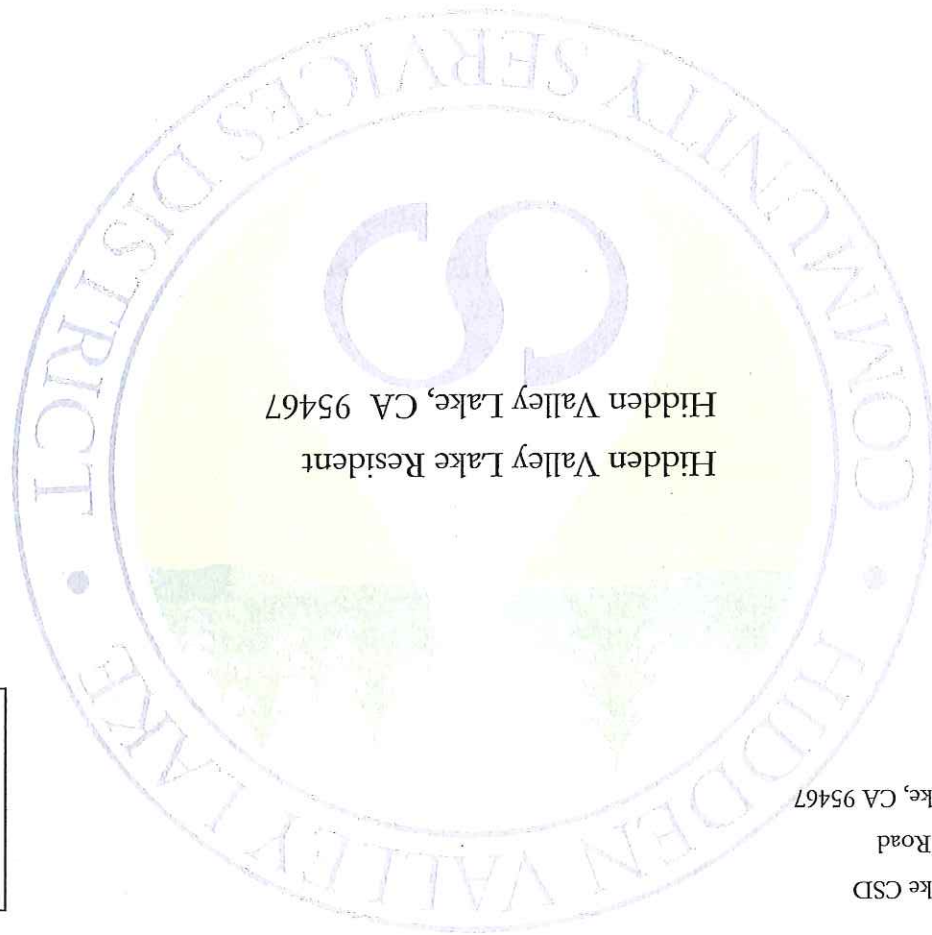 ke CSD
Road
ke, CA 95467
HIDDEN VALLEY LAKE • COMMUNITY SERVICES DISTRICT •
Hidden Valley Lake Resident
Hidden Valley Lake, CA 95467